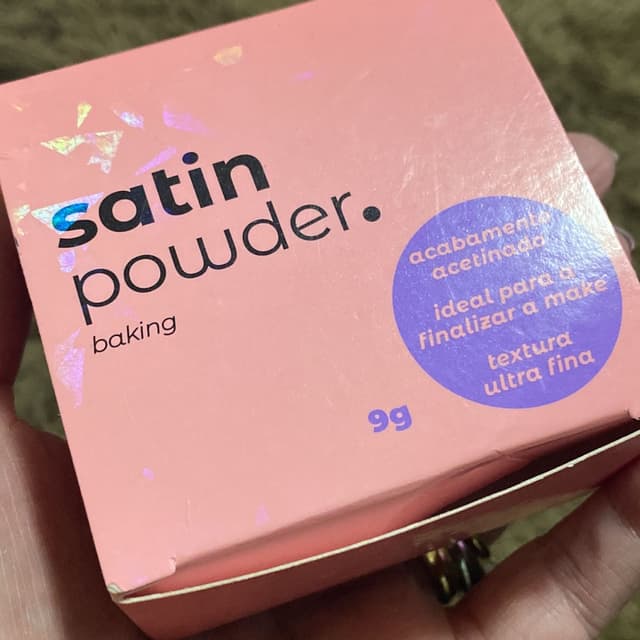 satin
powder.
baking
acabamento
acetinado
ideal para a
finalizar a make
textura
ultra fina
9g